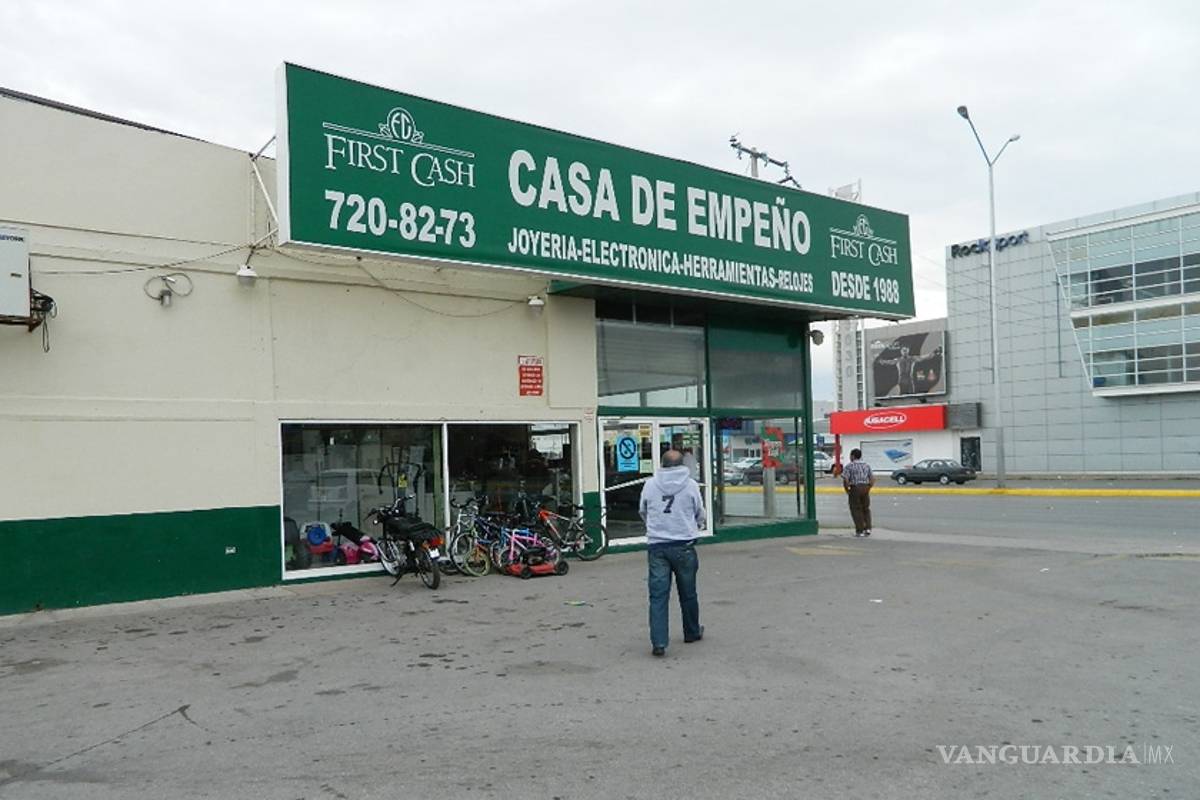 FG
FIRST CASH
720-82-73
CASA DE EMPEÑO
JOYERIA-ELECTRONICA-HERRAMIENTAS-RELOJES
FIRST CASH
DESDE 1988
Rockport
IUSACELL
7
VANGUARDIA|MX